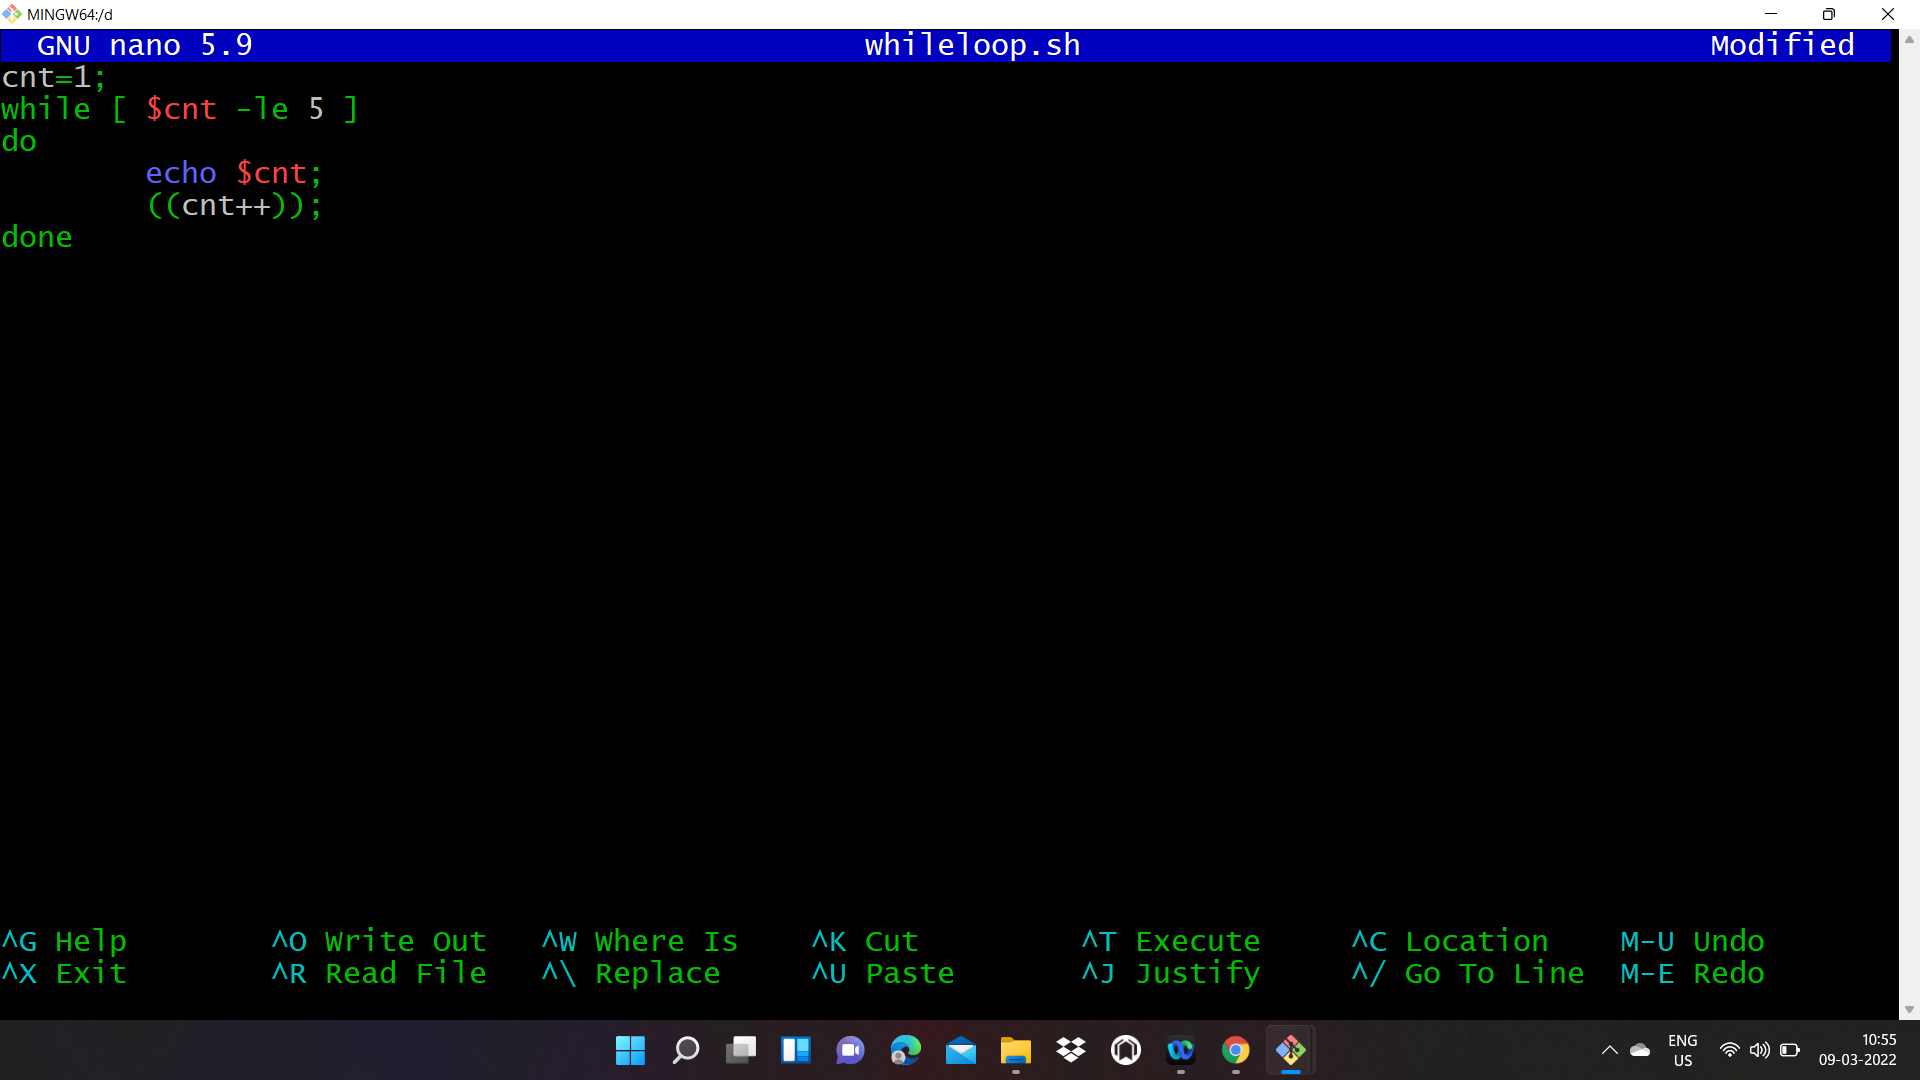 MINGW64:/d
GNU nano 5.9 whileloop.sh Modified
cnt=1;
while [ $cnt -le 5 ]
do
        echo $cnt;
        ((cnt++));
done
^G Help ^O Write Out ^W Where Is ^K Cut ^T Execute ^C Location M-U Undo
^X Exit ^R Read File ^\ Replace ^U Paste ^J Justify ^/ Go To Line M-E Redo
ENG 10:55
US 09-03-2022